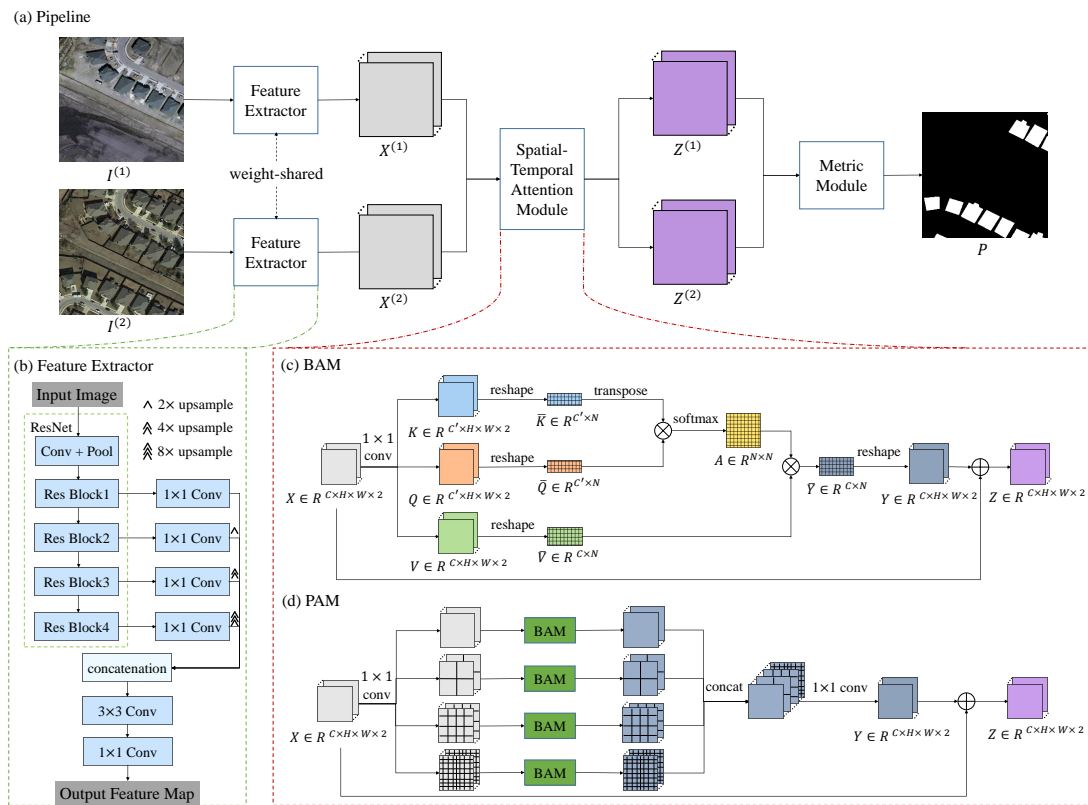 (a) Pipeline
I(1)
I(2)
Feature
Extractor
weight-shared
Feature
Extractor
X(1)
X(2)
Spatial-
Temporal
Attention
Module
Z(1)
Z(2)
Metric
Module
P
(b) Feature Extractor
Input Image
ResNet
2× upsample
4× upsample
8× upsample
Conv + Pool
Res Block1
1×1 Conv
Res Block2
1×1 Conv
Res Block3
1×1 Conv
Res Block4
1×1 Conv
concatenation
3×3 Conv
1×1 Conv
Output Feature Map
(c) BAM
X ∈ R C×H×W×2
1 × 1
conv
K ∈ R C′×H×W×2
reshape
K̅ ∈ R C′×N
transpose
Q ∈ R C′×H×W×2
reshape
Q̅ ∈ R C′×N
V ∈ R C×H×W×2
reshape
V̅ ∈ R C×N
softmax
A ∈ R N×N
Y̅ ∈ R C×N
reshape
Y ∈ R C×H×W×2
Z ∈ R C×H×W×2
(d) PAM
X ∈ R C×H×W×2
1 × 1
conv
BAM
BAM
BAM
BAM
concat
1×1 conv
Y ∈ R C×H×W×2
Z ∈ R C×H×W×2